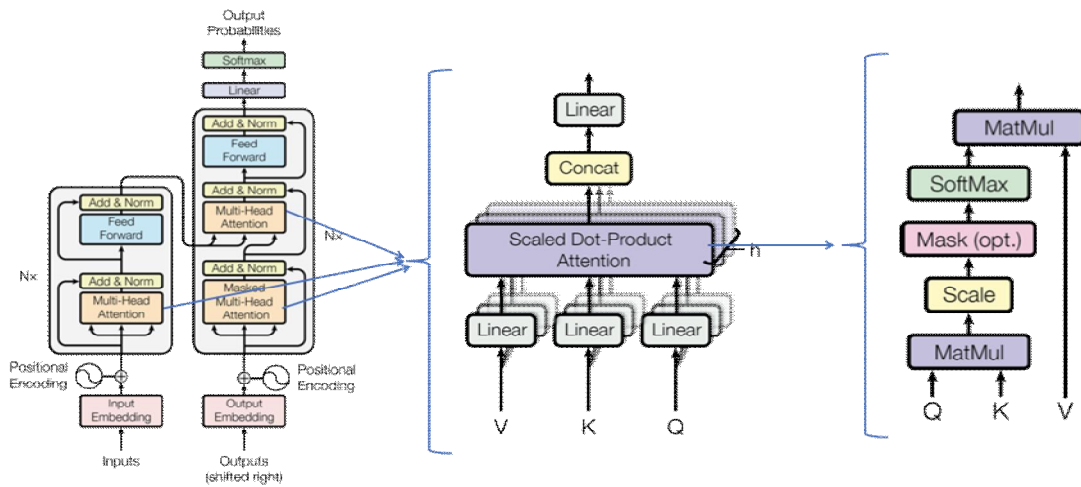 Output
Probabilities
Softmax
Linear
Add & Norm
Feed
Forward
Add & Norm
Multi-Head
Attention
Nx
Add & Norm
Masked
Multi-Head
Attention
Add & Norm
Feed
Forward
Nx
Add & Norm
Multi-Head
Attention
Positional
Encoding
Positional
Encoding
Input
Embedding
Output
Embedding
Inputs
Outputs
(shifted right)
Linear
Concat
Scaled Dot-Product
Attention
h
Linear
Linear
Linear
V
K
Q
MatMul
SoftMax
Mask (opt.)
Scale
MatMul
Q
K
V